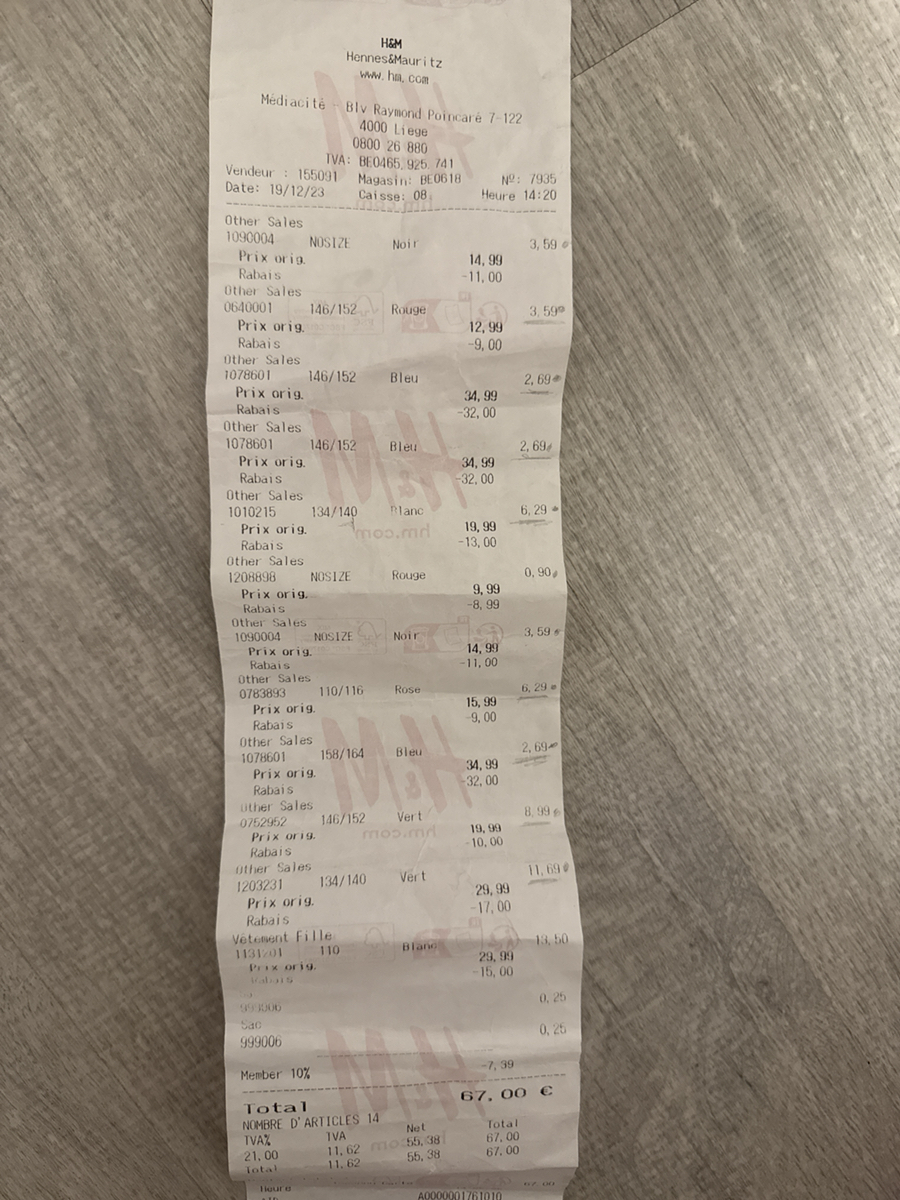 H&M
Hennes&Mauritz
www.hm.com
Médiacité - Blv Raymond Poincaré 7-122
4000 Liege
0800 26 880
TVA: BE0465.925.741
Vendeur : 155091 Magasin: BE0618 Nº: 7935
Date: 19/12/23 Caisse: 08 Heure 14:20
Other Sales
1090004 NOSIZE Noir 3,59
Prix orig. 14,99
Rabais -11,00
Other Sales
0640001 146/152 Rouge 3,59
Prix orig. 12,99
Rabais -9,00
Other Sales
1078601 146/152 Bleu 2,69
Prix orig. 34,99
Rabais -32,00
Other Sales
1078601 146/152 Bleu 2,69
Prix orig. 34,99
Rabais -32,00
Other Sales
1010215 134/140 Blanc 6,29
Prix orig. 19,99
Rabais -13,00
Other Sales
1208898 NOSIZE Rouge 0,90
Prix orig. 9,99
Rabais -8,99
Other Sales
1090004 NOSIZE Noir 3,59
Prix orig. 14,99
Rabais -11,00
Other Sales
0783893 110/116 Rose 6,29
Prix orig. 15,99
Rabais -9,00
Other Sales
1078601 158/164 Bleu 2,69
Prix orig. 34,99
Rabais -32,00
Other Sales
0752952 146/152 Vert 8,99
Prix orig. 19,99
Rabais -10,00
Other Sales
1203231 134/140 Vert 11,69
Prix orig. 29,99
Rabais -17,00
Vêtement Fille
1131201 110 Blanc 13,50
Prix orig. 29,99
Rabais -15,00
999006 0,25
Sac
999006 0,25
Member 10% -7,39
Total 67,00 €
NOMBRE D'ARTICLES 14
TVA% TVA Net Total
21,00 11,62 55,38 67,00
Total 11,62 55,38 67,00
Heure
A0000001761010